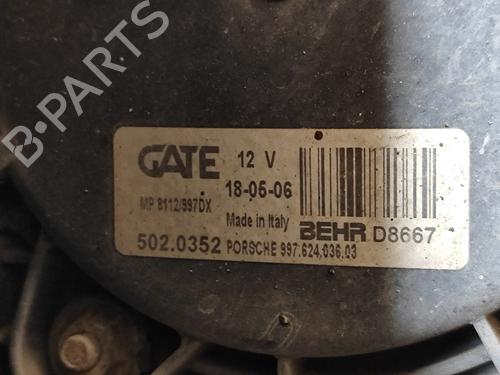 B-PARTS
GATE 12 V
18-05-06
MP 8112/997DX
Made in Italy
BEHR D8667
502.0352 PORSCHE 997.624.036.03